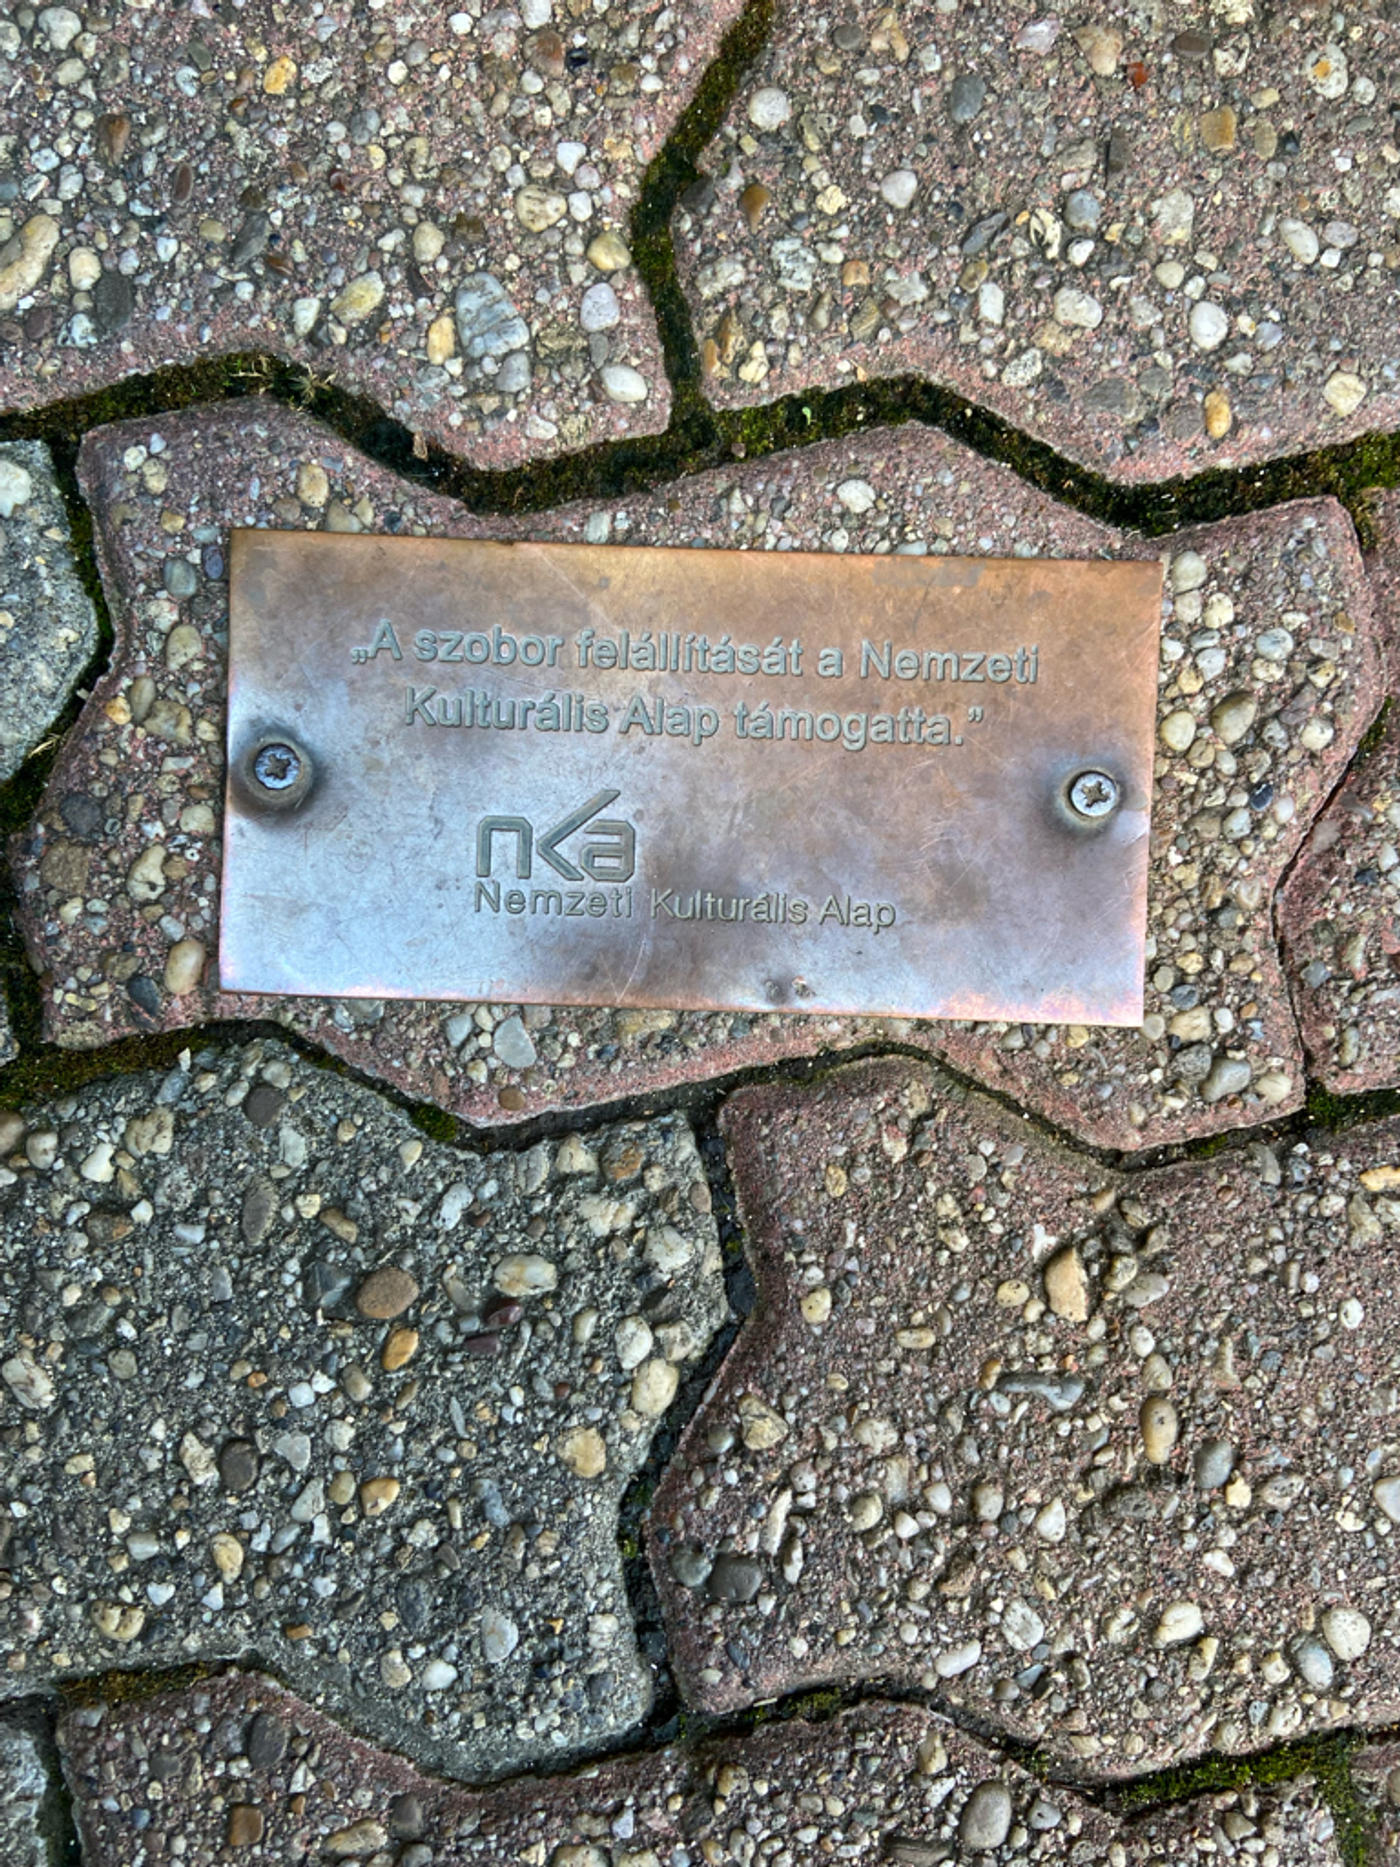 „A szobor felállítását a Nemzeti
Kulturális Alap támogatta.”
nka
Nemzeti Kulturális Alap